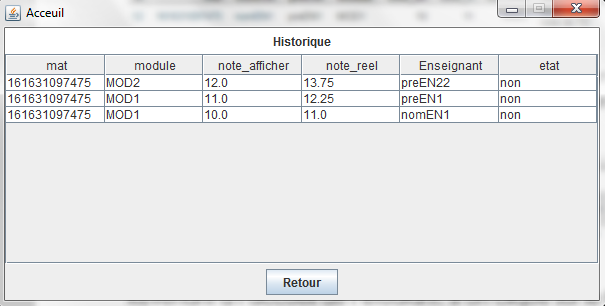 Acceuil
Historique
mat module note_afficher note_reel Enseignant etat
161631097475 MOD2 12.0 13.75 preEN22 non
161631097475 MOD1 11.0 12.25 preEN1 non
161631097475 MOD1 10.0 11.0 nomEN1 non
Retour